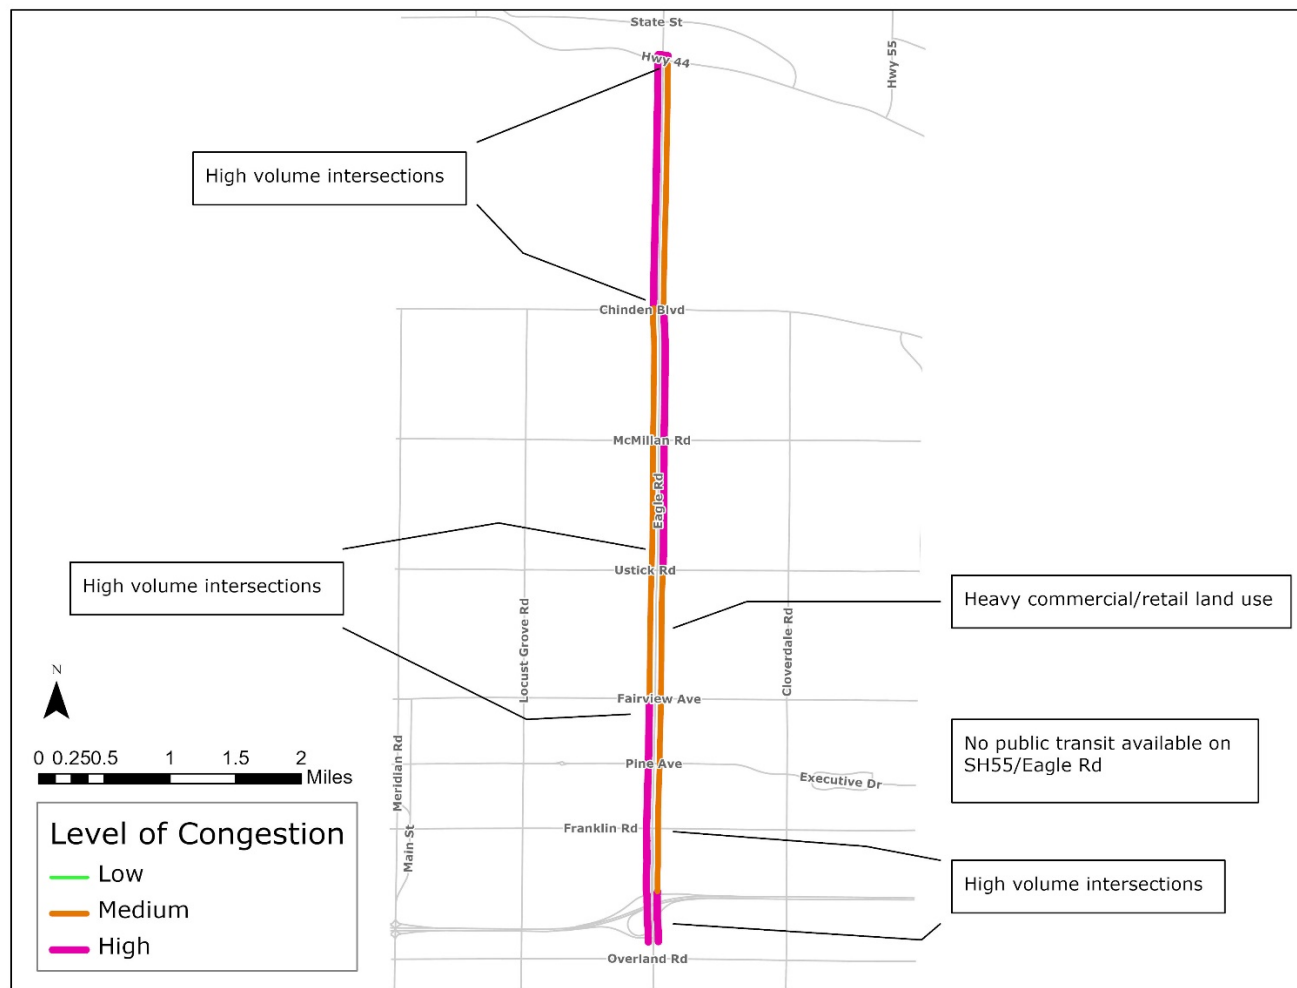 State St
Hwy 44
Hwy 55
High volume intersections
Chinden Blvd
McMillan Rd
Eagle Rd
Ustick Rd
High volume intersections
Heavy commercial/retail land use
Locust Grove Rd
Cloverdale Rd
Fairview Ave
N
No public transit available on
SH55/Eagle Rd
Pine Ave
Executive Dr
Meridian Rd
0 0.25 0.5 1 1.5 2
Miles
Main St
Franklin Rd
Level of Congestion
Low
Medium
High
High volume intersections
Overland Rd